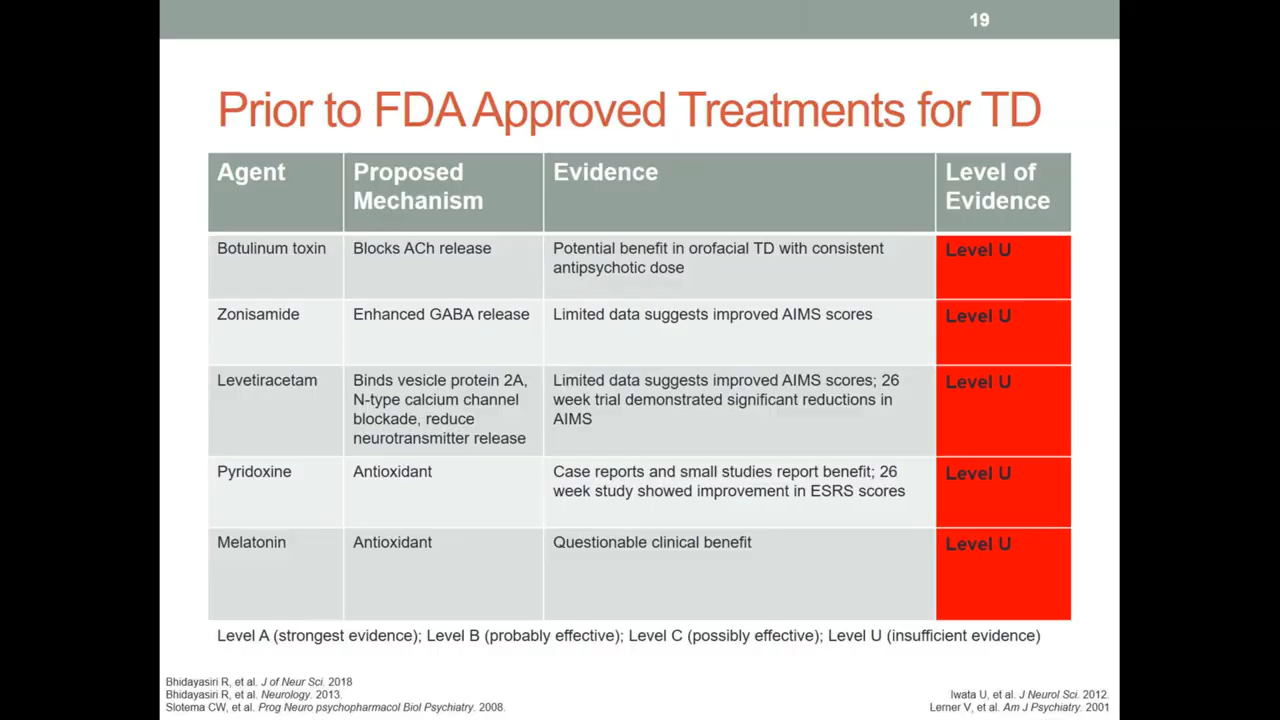 19
Prior to FDA Approved Treatments for TD
Agent
Proposed
Mechanism
Evidence
Level of
Evidence
Botulinum toxin
Blocks ACh release
Potential benefit in orofacial TD with consistent
antipsychotic dose
Level U
Zonisamide
Enhanced GABA release
Limited data suggests improved AIMS scores
Level U
Levetiracetam
Binds vesicle protein 2A,
N-type calcium channel
blockade, reduce
neurotransmitter release
Limited data suggests improved AIMS scores; 26
week trial demonstrated significant reductions in
AIMS
Level U
Pyridoxine
Antioxidant
Case reports and small studies report benefit; 26
week study showed improvement in ESRS scores
Level U
Melatonin
Antioxidant
Questionable clinical benefit
Level U
Level A (strongest evidence); Level B (probably effective); Level C (possibly effective); Level U (insufficient evidence)
Bhidayasiri R, et al. J of Neur Sci. 2018
Bhidayasiri R, et al. Neurology. 2013.
Slotema CW, et al. Prog Neuro psychopharmacol Biol Psychiatry. 2008.
Iwata U, et al. J Neurol Sci. 2012.
Lerner V, et al. Am J Psychiatry. 2001